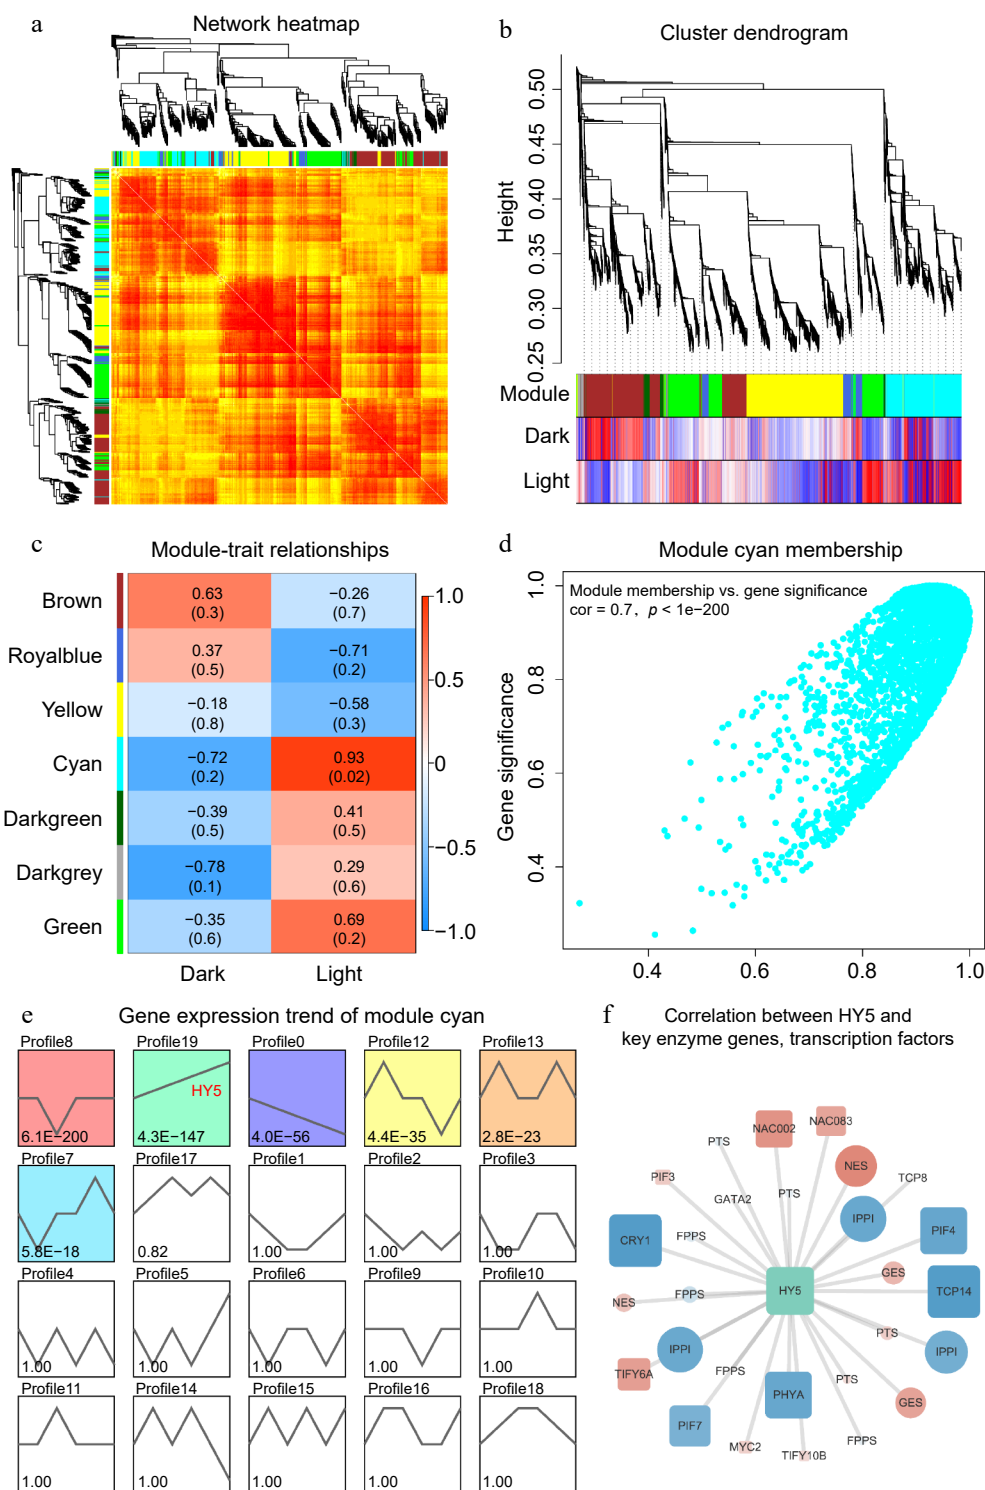 a
Network heatmap
b
Cluster dendrogram
Height
0.50
0.45
0.40
0.35
0.30
0.25
Module
Dark
Light
c
Module-trait relationships
Brown
0.63
(0.3)
−0.26
(0.7)
Royalblue
0.37
(0.5)
−0.71
(0.2)
Yellow
−0.18
(0.8)
−0.58
(0.3)
Cyan
−0.72
(0.2)
0.93
(0.02)
Darkgreen
−0.39
(0.5)
0.41
(0.5)
Darkgrey
−0.78
(0.1)
0.29
(0.6)
Green
−0.35
(0.6)
0.69
(0.2)
Dark
Light
1.0
0.5
0
−0.5
−1.0
d
Module cyan membership
Module membership vs. gene significance
cor = 0.7, p < 1e−200
Gene significance
1.0
0.8
0.6
0.4
0.4
0.6
0.8
1.0
e
Gene expression trend of module cyan
Profile8
6.1E−200
Profile19
HY5
4.3E−147
Profile0
4.0E−56
Profile12
4.4E−35
Profile13
2.8E−23
Profile7
5.8E−18
Profile17
0.82
Profile1
1.00
Profile2
1.00
Profile3
1.00
Profile4
1.00
Profile5
1.00
Profile6
1.00
Profile9
1.00
Profile10
1.00
Profile11
1.00
Profile14
1.00
Profile15
1.00
Profile16
1.00
Profile18
1.00
f
Correlation between HY5 and
key enzyme genes, transcription factors
NAC002
NAC083
PTS
NES
PIF3
TCP8
GATA2
PTS
IPPI
CRY1
FPPS
PIF4
GES
HY5
TCP14
NES
FPPS
PTS
IPPI
IPPI
TIFY6A
FPPS
PTS
PHYA
GES
PIF7
MYC2
TIFY10B
FPPS